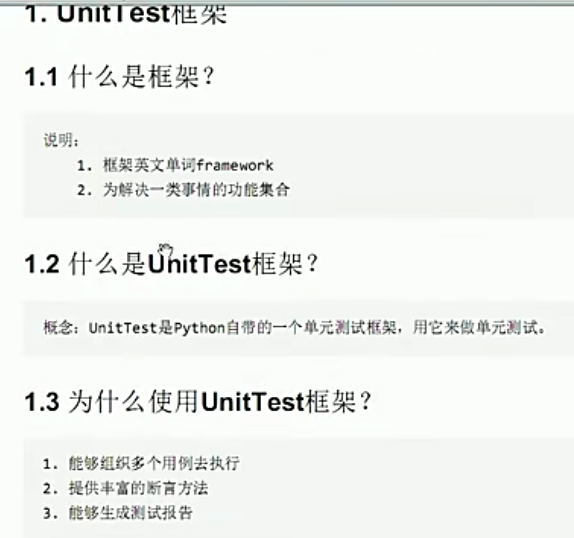 1. UnitTest框架
1.1 什么是框架？
说明：
1. 框架英文单词framework
2. 为解决一类事情的功能集合
1.2 什么是UnitTest框架？
概念：UnitTest是Python自带的一个单元测试框架，用它来做单元测试。
1.3 为什么使用UnitTest框架？
1. 能够组织多个用例去执行
2. 提供丰富的断言方法
3. 能够生成测试报告